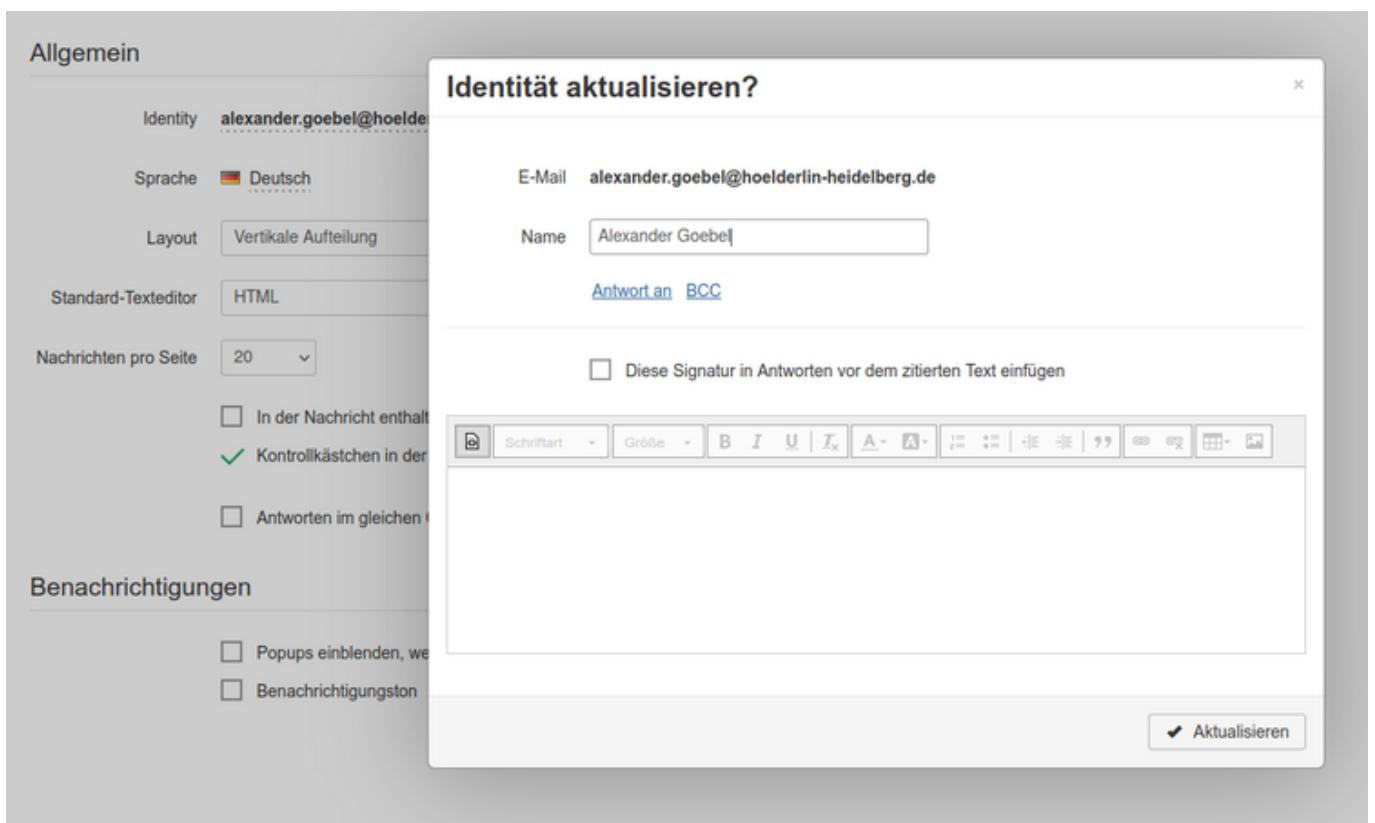 Allgemein
Identity alexander.goebel@hoelder
Sprache Deutsch
Layout Vertikale Aufteilung
Standard-Texteditor HTML
Nachrichten pro Seite 20
In der Nachricht enthalt
Kontrollkästchen in der
Antworten im gleichen
Benachrichtigungen
Popups einblenden, we
Benachrichtigungston
Identität aktualisieren? ×
E-Mail alexander.goebel@hoelderlin-heidelberg.de
Name Alexander Goebel
Antwort an BCC
Diese Signatur in Antworten vor dem zitierten Text einfügen
Schriftart Größe B I U Tx A A
Aktualisieren